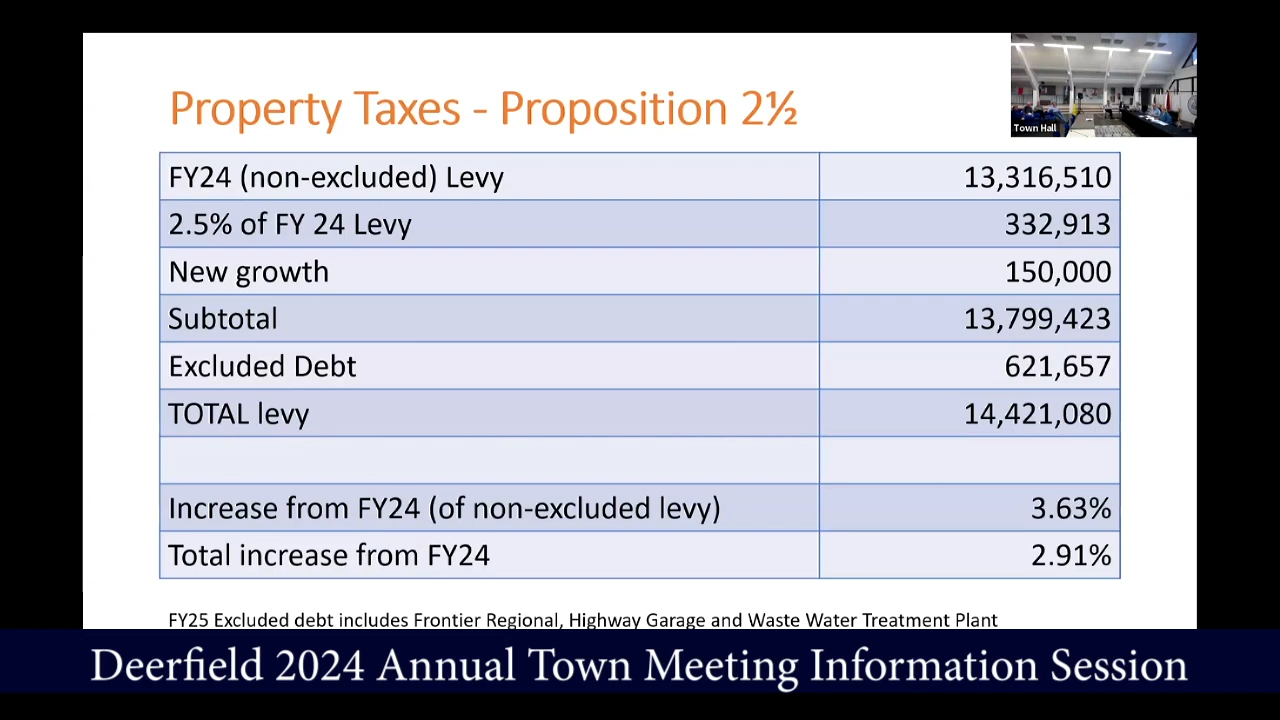 Property Taxes - Proposition 2½
Town Hall
FY24 (non-excluded) Levy 13,316,510
2.5% of FY 24 Levy 332,913
New growth 150,000
Subtotal 13,799,423
Excluded Debt 621,657
TOTAL levy 14,421,080
Increase from FY24 (of non-excluded levy) 3.63%
Total increase from FY24 2.91%
FY25 Excluded debt includes Frontier Regional, Highway Garage and Waste Water Treatment Plant
Deerfield 2024 Annual Town Meeting Information Session